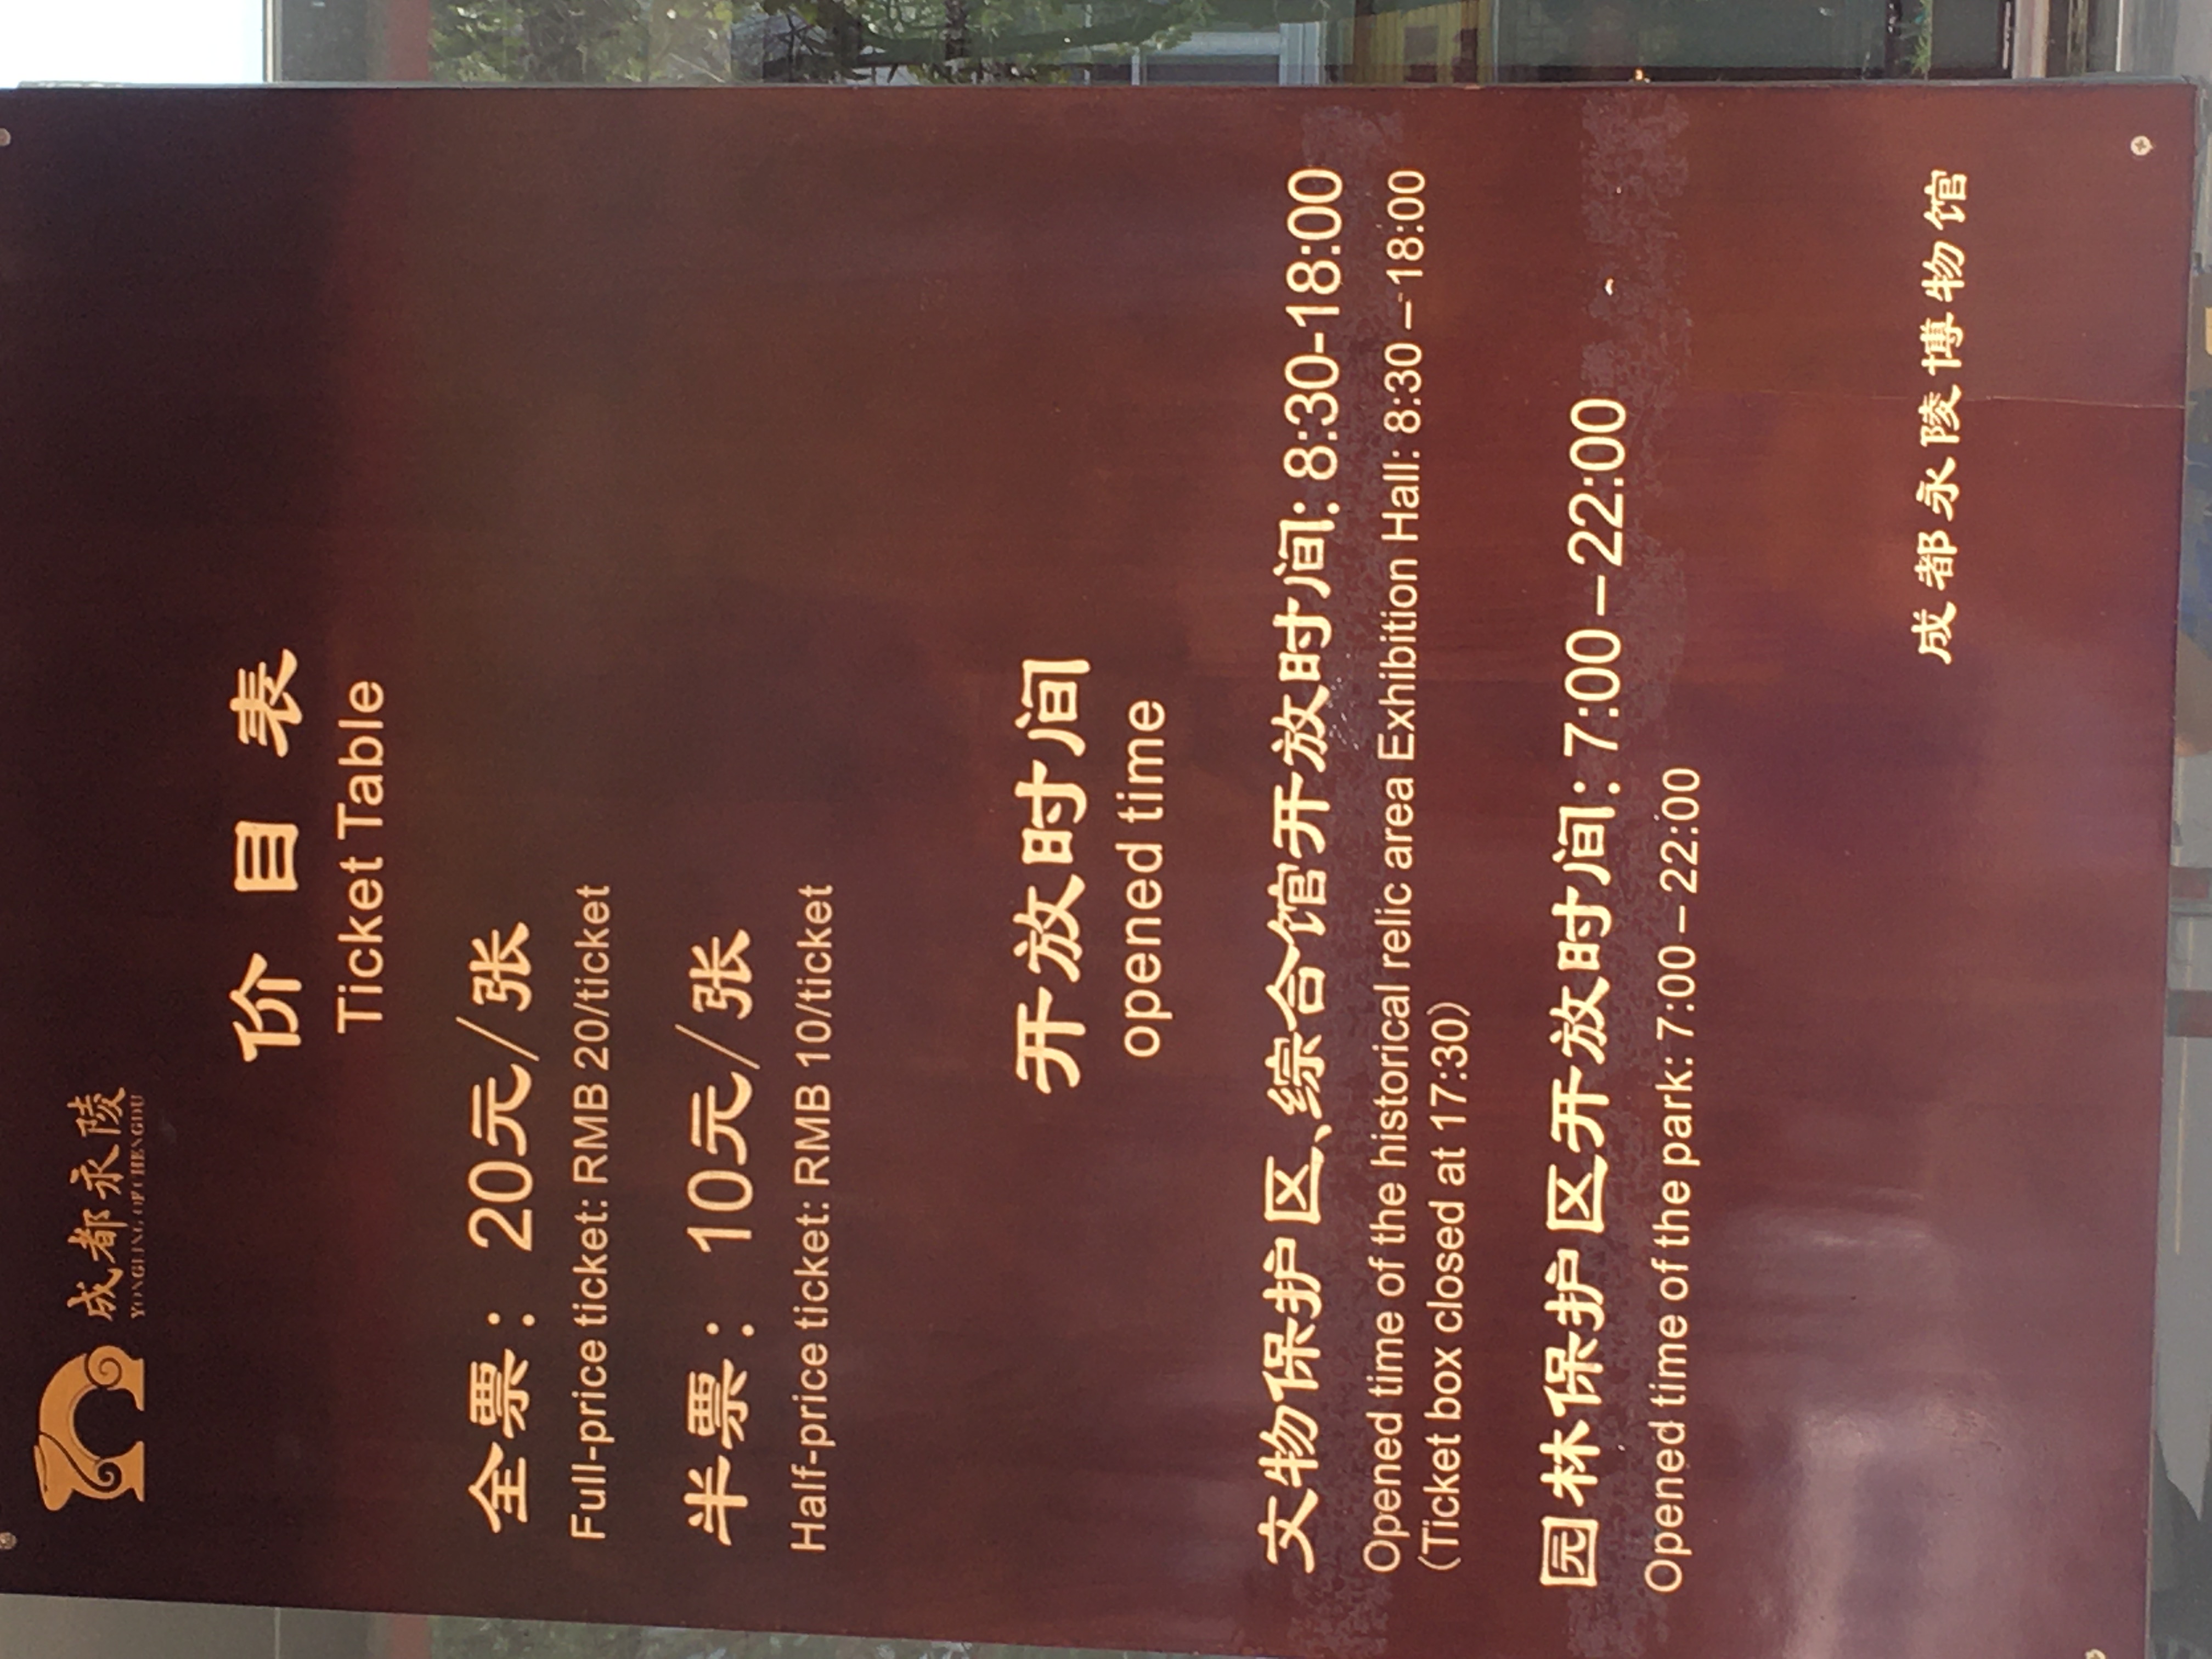 成都永陵
YONGLING OF CHENGDU
价目表
Ticket Table
全票：20元/张
Full-price ticket: RMB 20/ticket
半票：10元/张
Half-price ticket: RMB 10/ticket
开放时间
opened time
文物保护区、综合馆开放时间: 8:30-18:00
Opened time of the historical relic area Exhibition Hall: 8:30 – 18:00
(Ticket box closed at 17:30)
园林保护区开放时间: 7:00 – 22:00
Opened time of the park: 7:00 – 22:00
成都永陵博物馆